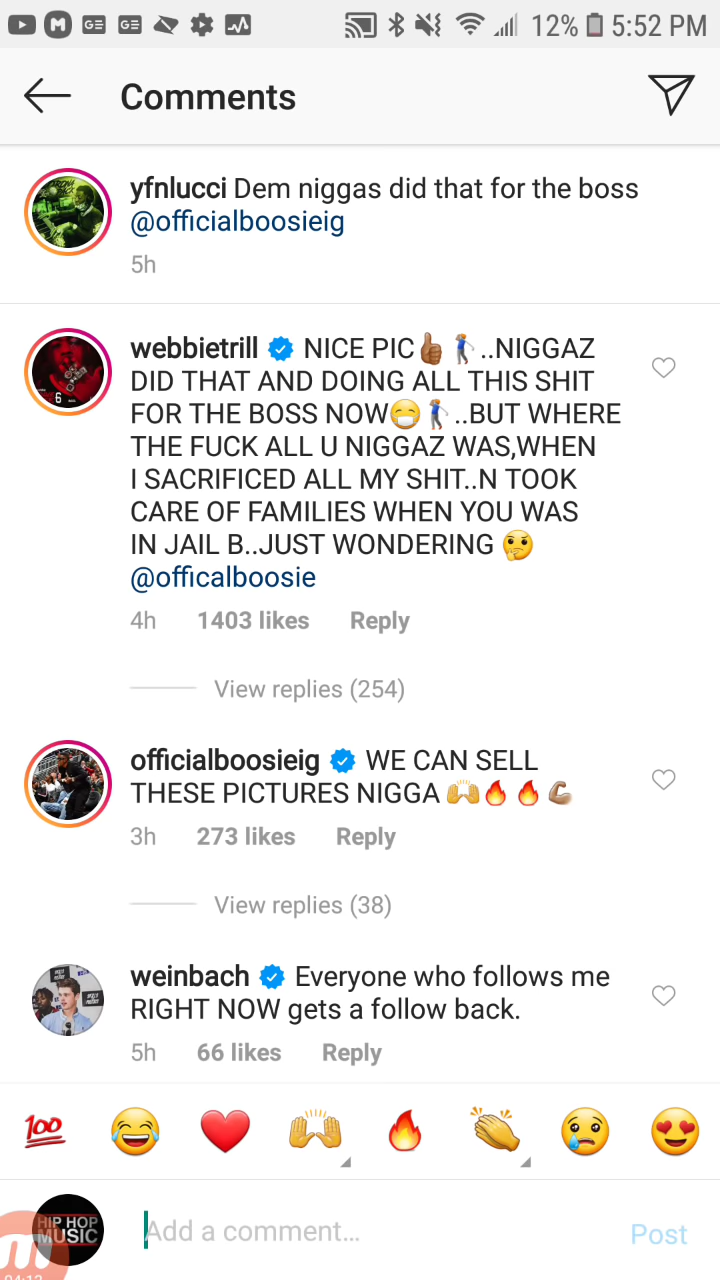 12% 5:52 PM
Comments
yfnlucci Dem niggas did that for the boss
@officialboosieig
5h
webbietrill NICE PIC👍🏾🏌🏼..NIGGAZ
DID THAT AND DOING ALL THIS SHIT
FOR THE BOSS NOW😷🏌🏼..BUT WHERE
THE FUCK ALL U NIGGAZ WAS,WHEN
I SACRIFICED ALL MY SHIT..N TOOK
CARE OF FAMILIES WHEN YOU WAS
IN JAIL B..JUST WONDERING 🤔
@officalboosie
4h 1403 likes Reply
View replies (254)
officialboosieig WE CAN SELL
THESE PICTURES NIGGA 🙌🔥🔥💪🏽
3h 273 likes Reply
View replies (38)
weinbach Everyone who follows me
RIGHT NOW gets a follow back.
5h 66 likes Reply
💯😂❤️🙌🔥👏😢😍
HIP HOP
MUSIC
Add a comment... Post
04:12